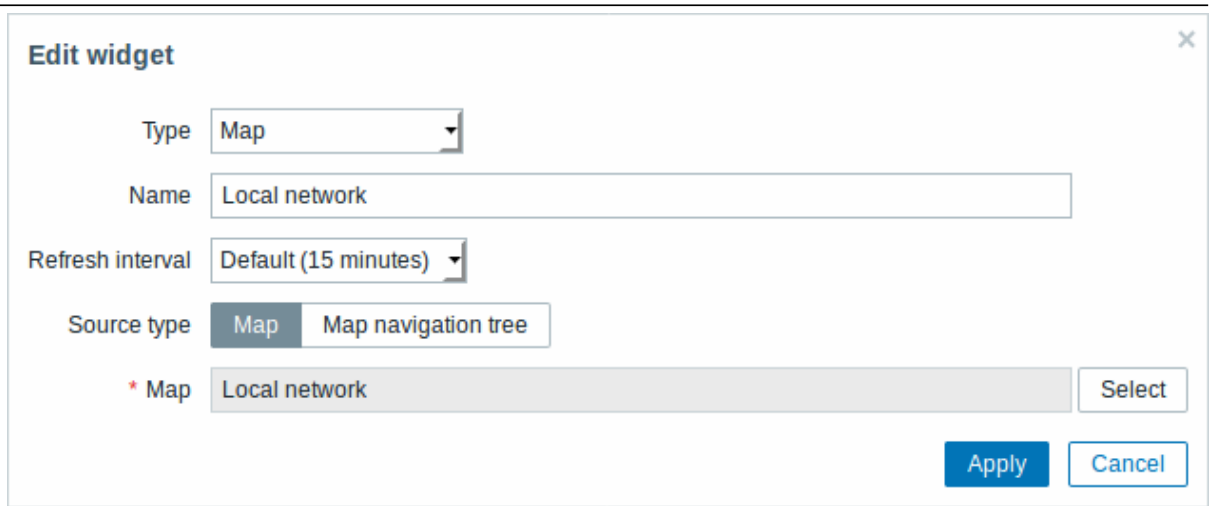 Edit widget
×
Type Map
Name Local network
Refresh interval Default (15 minutes)
Source type Map Map navigation tree
* Map Local network Select
Apply Cancel